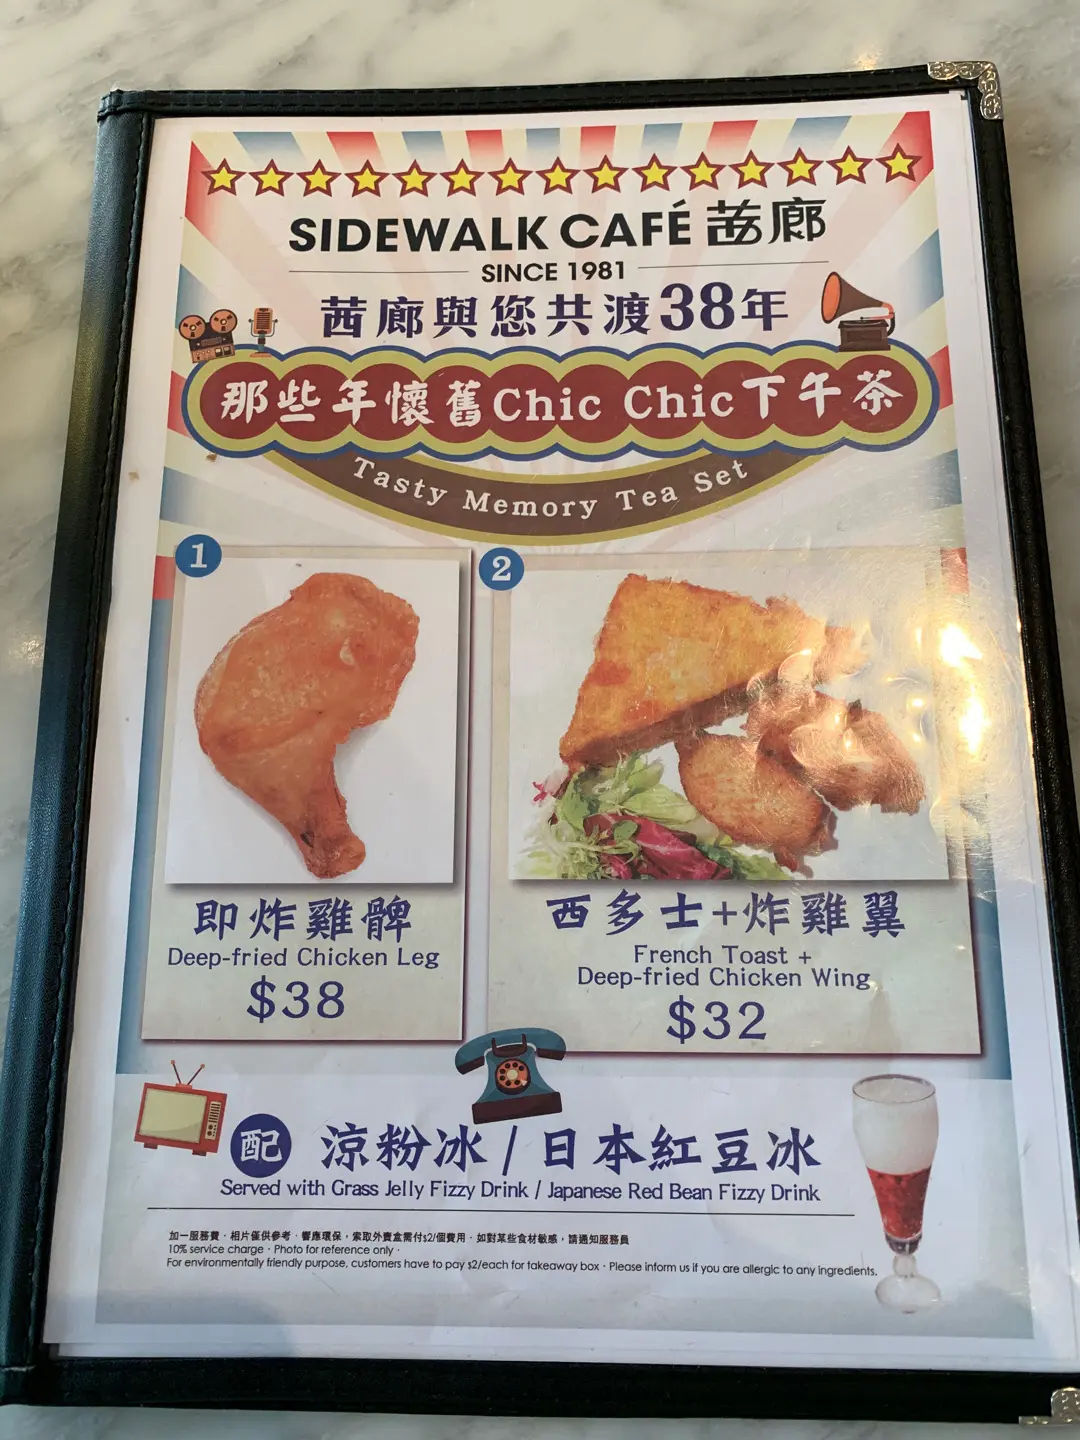 SIDEWALK CAFÉ 茜廊
SINCE 1981
茜廊與您共渡38年
那些年懷舊Chic Chic下午茶
Tasty Memory Tea Set
1
即炸雞髀
Deep-fried Chicken Leg
$38
2
西多士+炸雞翼
French Toast +
Deep-fried Chicken Wing
$32
配 涼粉冰 / 日本紅豆冰
Served with Grass Jelly Fizzy Drink / Japanese Red Bean Fizzy Drink
加一服務費 · 相片僅供參考 · 響應環保，索取外賣盒需付$2/個費用 · 如對某些食材敏感，請通知服務員
10% service charge · Photo for reference only ·
For environmentally friendly purpose, customers have to pay $2/each for takeaway box · Please inform us if you are allergic to any ingredients.